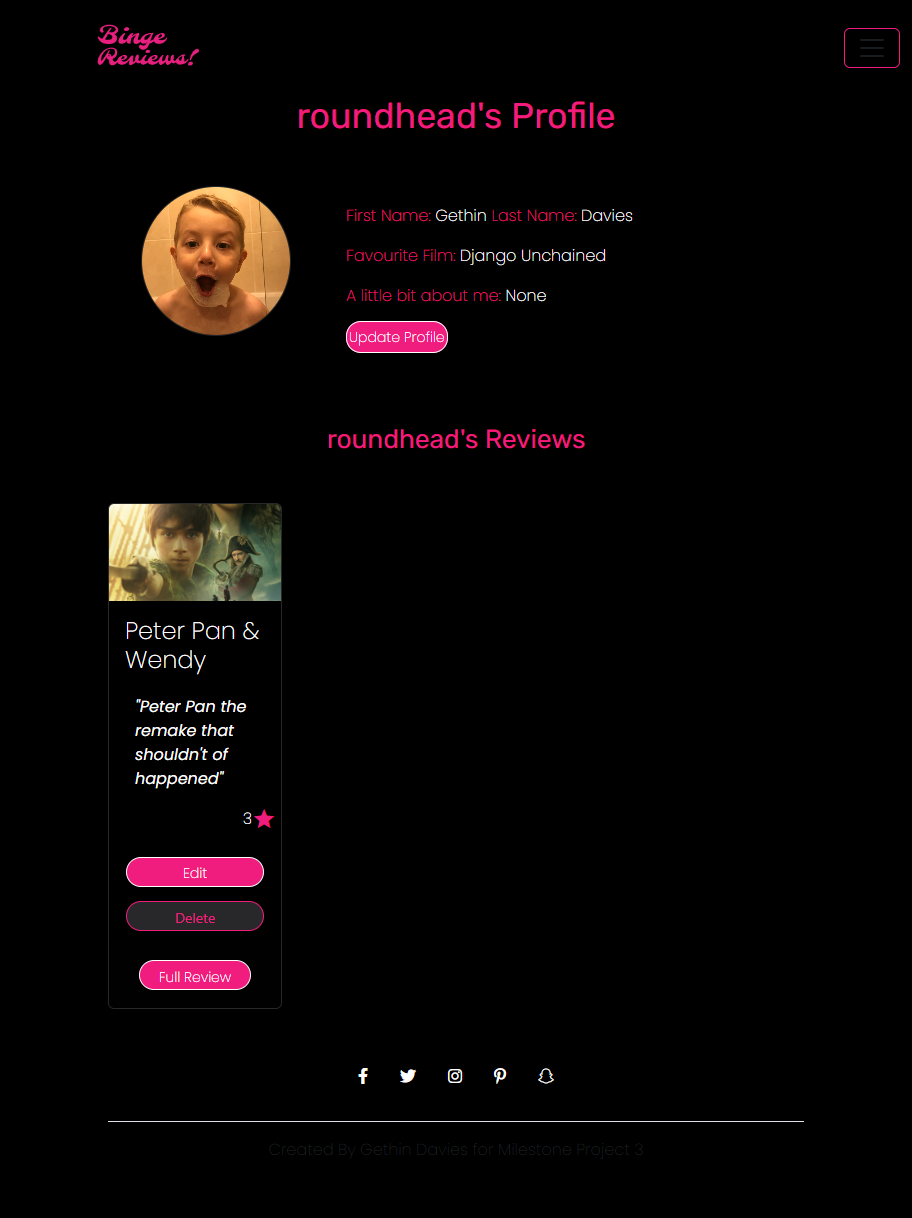 Binge
Reviews!
roundhead's Profile
First Name: Gethin Last Name: Davies
Favourite Film: Django Unchained
A little bit about me: None
Update Profile
roundhead's Reviews
Peter Pan &
Wendy
"Peter Pan the
remake that
shouldn't of
happened"
3
Edit
Delete
Full Review
Created By Gethin Davies for Milestone Project 3